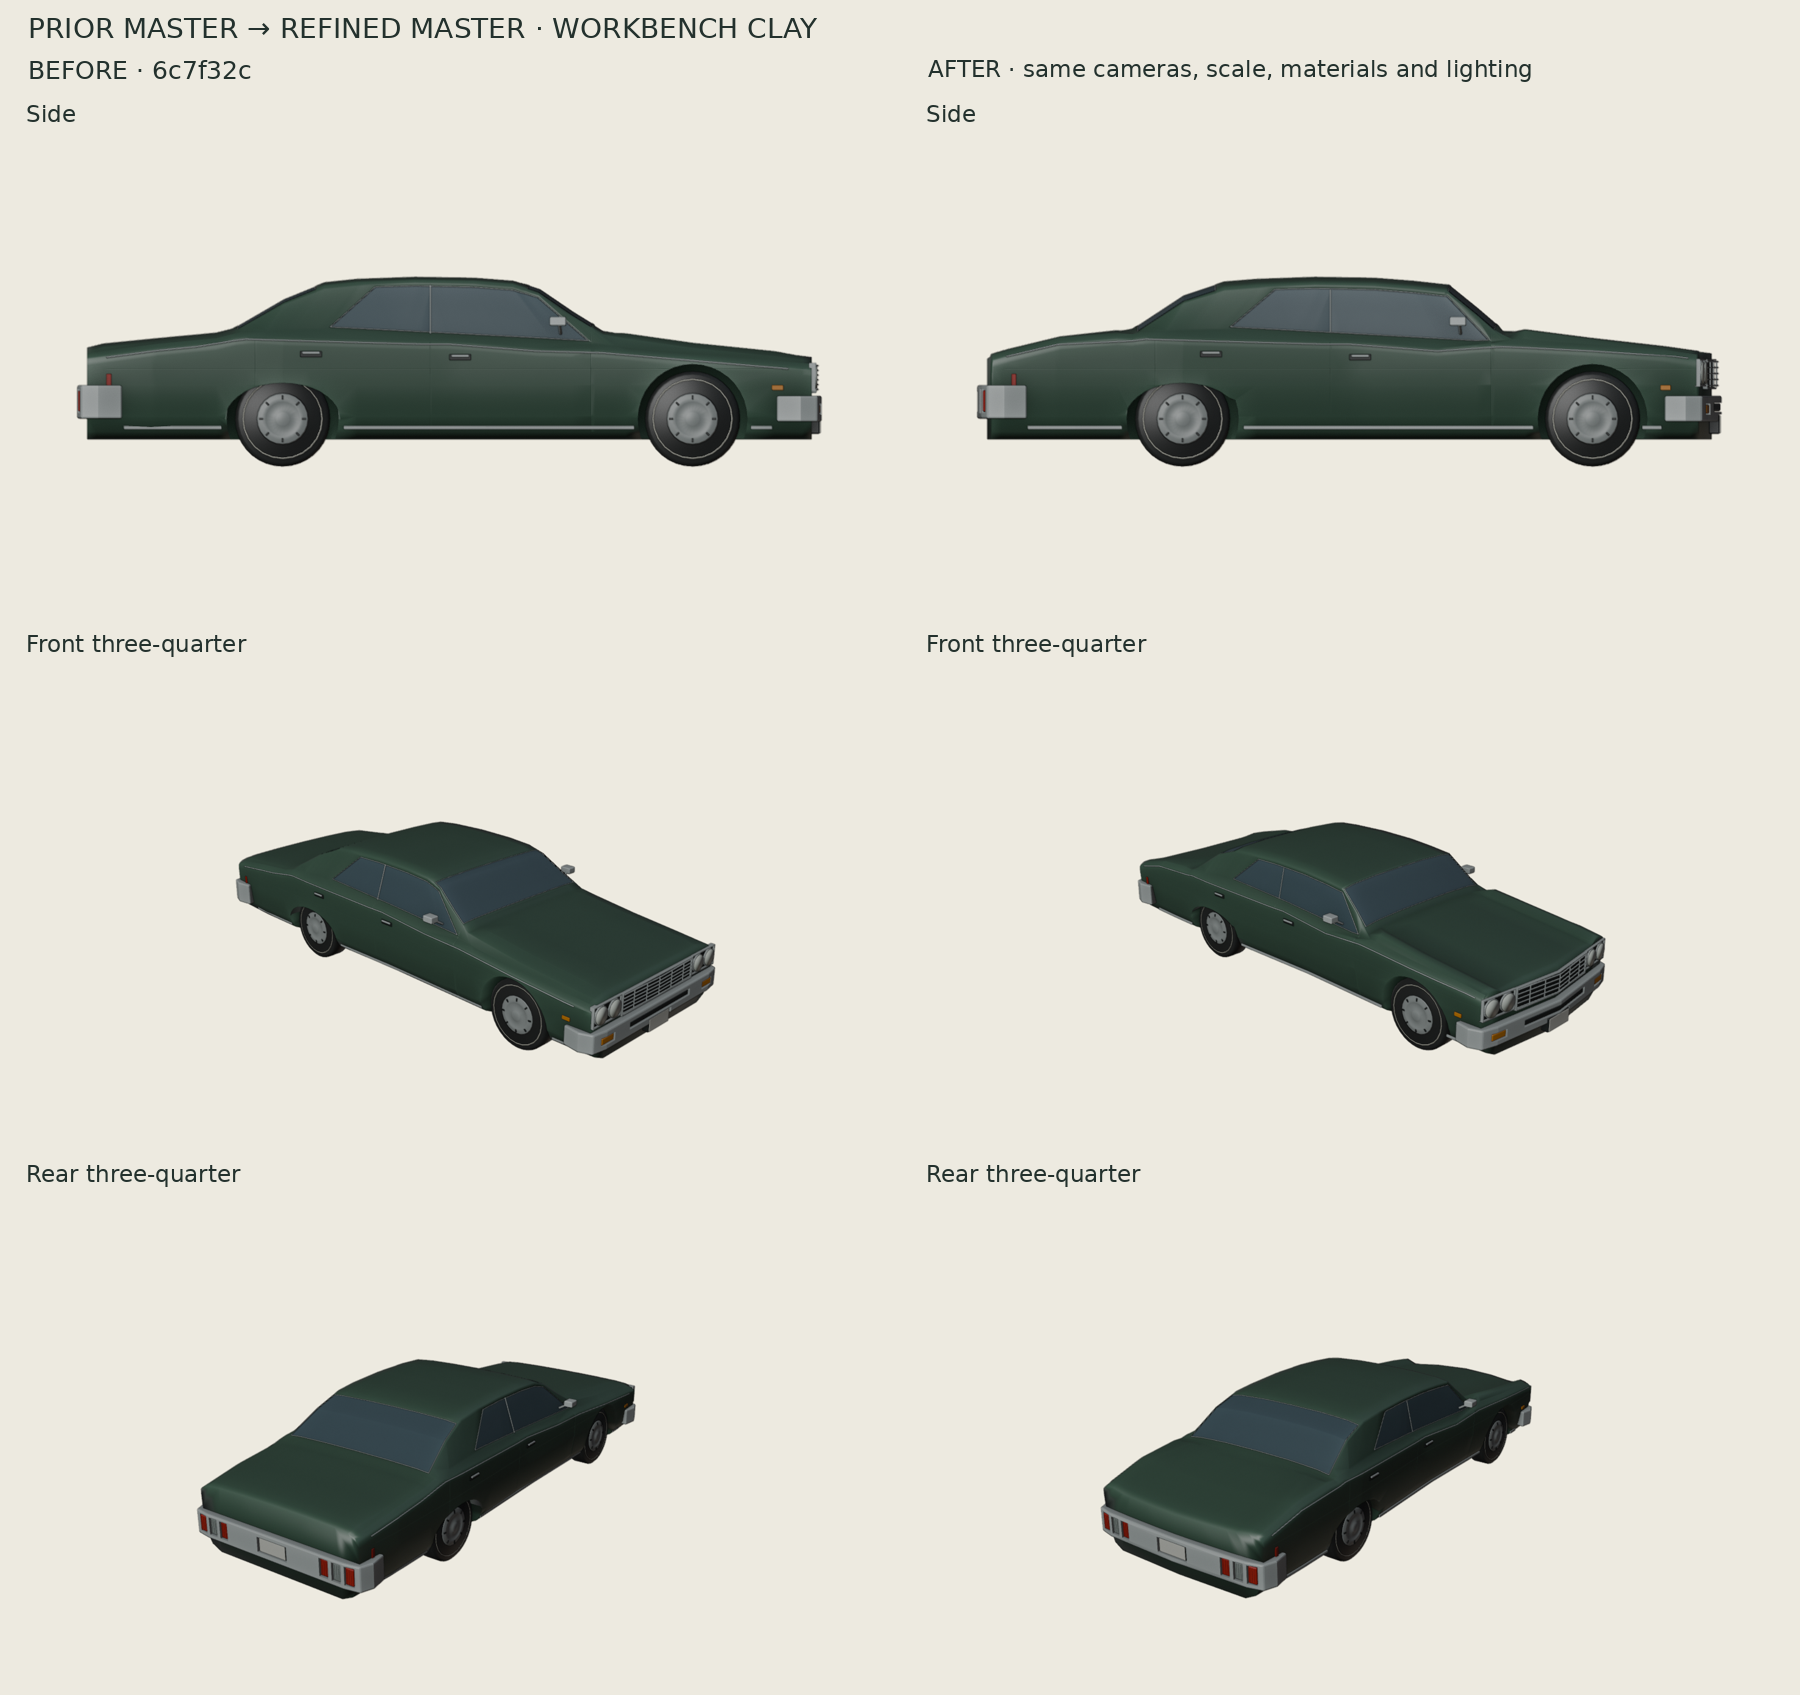 PRIOR MASTER → REFINED MASTER · WORKBENCH CLAY
BEFORE · 6c7f32c
AFTER · same cameras, scale, materials and lighting
Side
Side
Front three-quarter
Front three-quarter
Rear three-quarter
Rear three-quarter